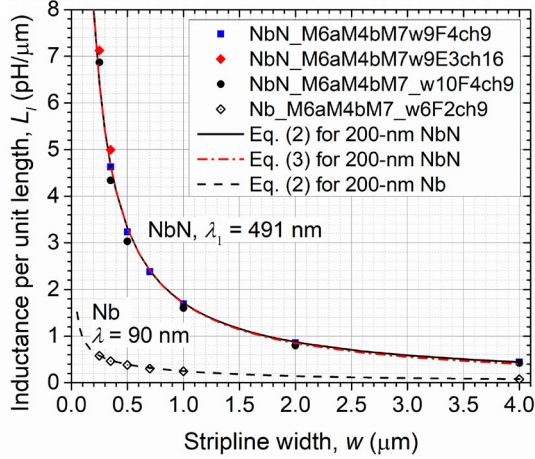 8
7
6
5
4
3
2
1
0
Inductance per unit length, L_l (pH/μm)
NbN_M6aM4bM7w9F4ch9
NbN_M6aM4bM7w9E3ch16
NbN_M6aM4bM7_w10F4ch9
Nb_M6aM4bM7_w6F2ch9
Eq. (2) for 200-nm NbN
Eq. (3) for 200-nm NbN
Eq. (2) for 200-nm Nb
NbN, λ₁ = 491 nm
Nb
λ = 90 nm
0.0 0.5 1.0 1.5 2.0 2.5 3.0 3.5 4.0
Stripline width, w (μm)